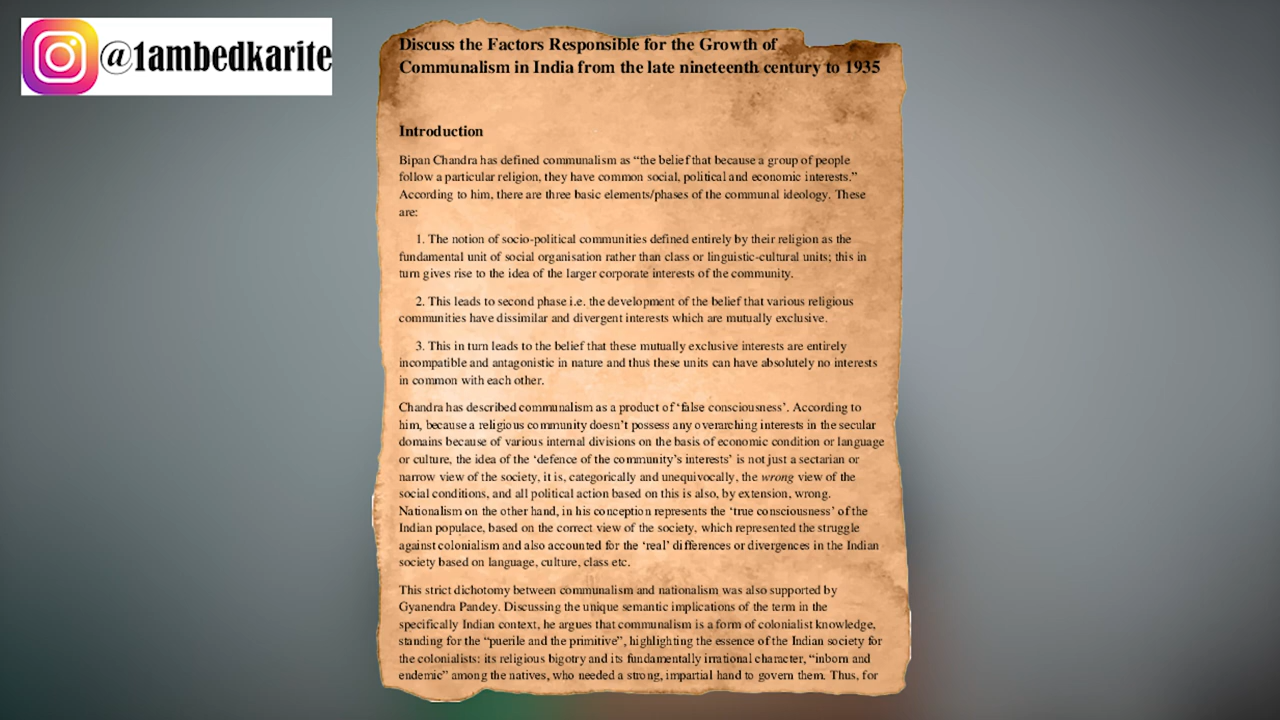 @1ambedkarite
Discuss the Factors Responsible for the Growth of
Communalism in India from the late nineteenth century to 1935
Introduction
Bipan Chandra has defined communalism as “the belief that because a group of people
follow a particular religion, they have common social, political and economic interests.”
According to him, there are three basic elements/phases of the communal ideology. These
are:
1. The notion of socio-political communities defined entirely by their religion as the
fundamental unit of social organisation rather than class or linguistic-cultural units; this in
turn gives rise to the idea of the larger corporate interests of the community.
2. This leads to second phase i.e. the development of the belief that various religious
communities have dissimilar and divergent interests which are mutually exclusive.
3. This in turn leads to the belief that these mutually exclusive interests are entirely
incompatible and antagonistic in nature and thus these units can have absolutely no interests
in common with each other.
Chandra has described communalism as a product of ‘false consciousness’. According to
him, because a religious community doesn’t possess any overarching interests in the secular
domains because of various internal divisions on the basis of economic condition or language
or culture, the idea of the ‘defence of the community’s interests’ is not just a sectarian or
narrow view of the society, it is, categorically and unequivocally, the wrong view of the
social conditions, and all political action based on this is also, by extension, wrong.
Nationalism on the other hand, in his conception represents the ‘true consciousness’ of the
Indian populace, based on the correct view of the society, which represented the struggle
against colonialism and also accounted for the ‘real’ differences or divergences in the Indian
society based on language, culture, class etc.
This strict dichotomy between communalism and nationalism was also supported by
Gyanendra Pandey. Discussing the unique semantic implications of the term in the
specifically Indian context, he argues that communalism is a form of colonialist knowledge,
standing for the “puerile and the primitive”, highlighting the essence of the Indian society for
the colonialists: its religious bigotry and its fundamentally irrational character, “inborn and
endemic” among the natives, who needed a strong, impartial hand to govern them. Thus, for